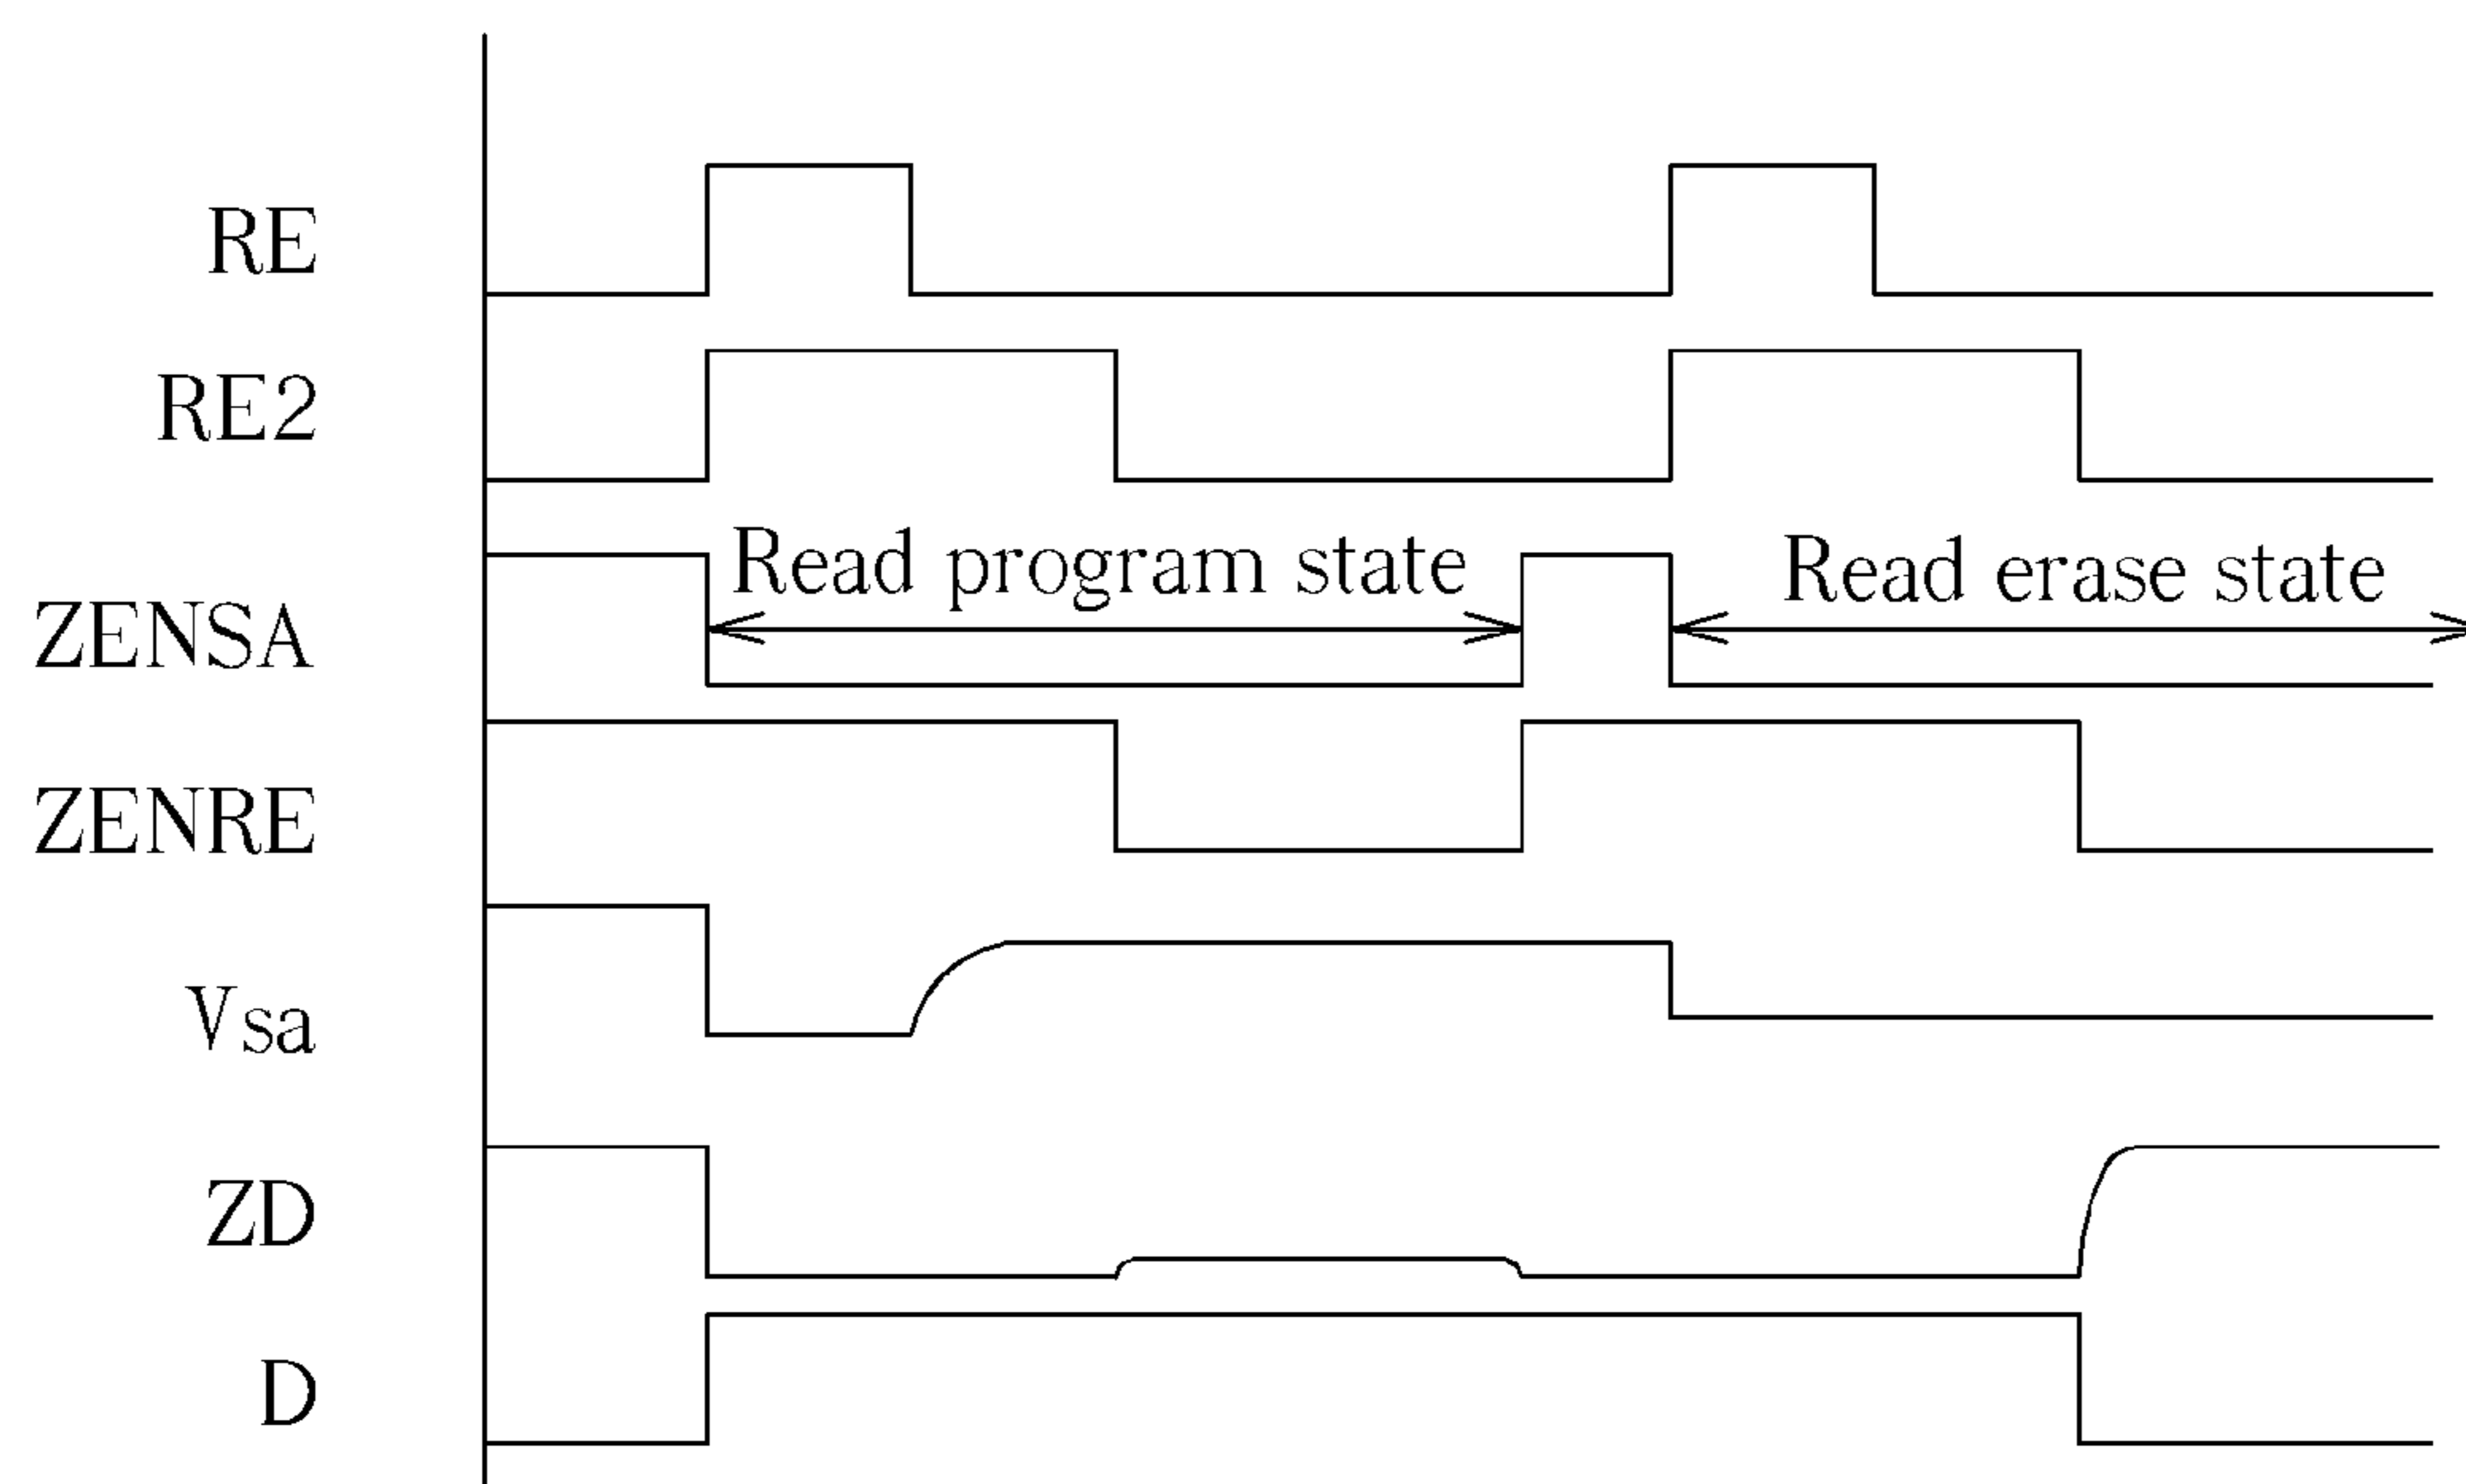 RE
RE2
Read program state
Read erase state
ZENSA
ZENRE
Vsa
ZD
D